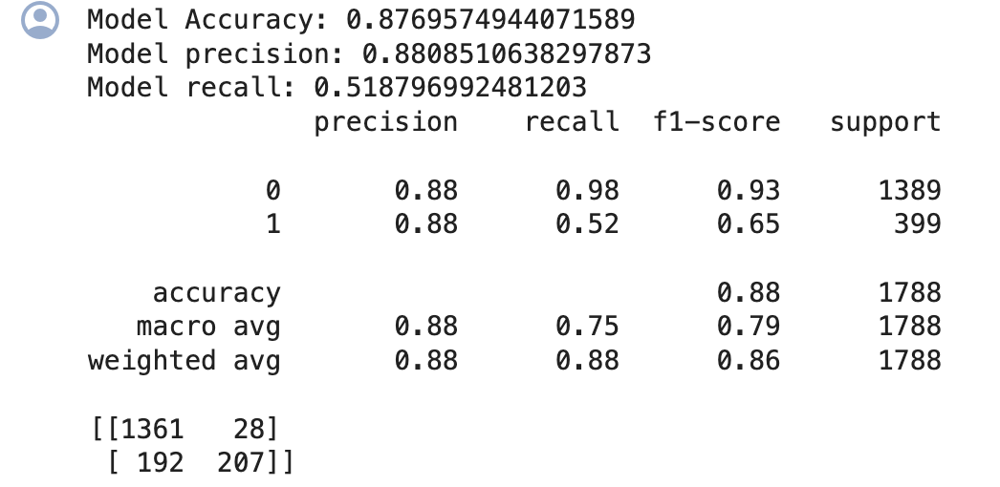 Model Accuracy: 0.8769574944071589
Model precision: 0.8808510638297873
Model recall: 0.518796992481203
precision recall f1-score support
0 0.88 0.98 0.93 1389
1 0.88 0.52 0.65 399
accuracy 0.88 1788
macro avg 0.88 0.75 0.79 1788
weighted avg 0.88 0.88 0.86 1788
[[1361 28]
[ 192 207]]